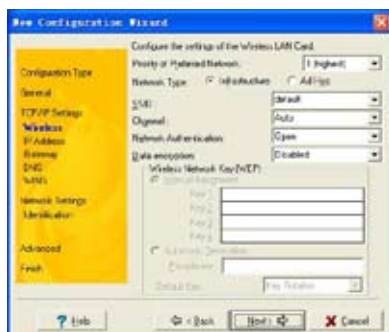 New Configuration Wizard
Configuration Type
General
TCP/IP Settings
Wireless
IP Address
Gateway
DNS
WINS
Network Settings
Identification
Advanced
Finish
Configure the settings of the Wireless LAN Card.
Priority of Preferred Network: 1 (highest)
Network Type: Infrastructure Ad Hoc
SSID: default
Channel: Auto
Network Authentication: Open
Data encryption: Disabled
Wireless Network Key (WEP)
Key 1:
Key 2:
Key 3:
Key 4:
Passphrase:
Default Key: Key Rotation
Help
< Back
Next >
Cancel